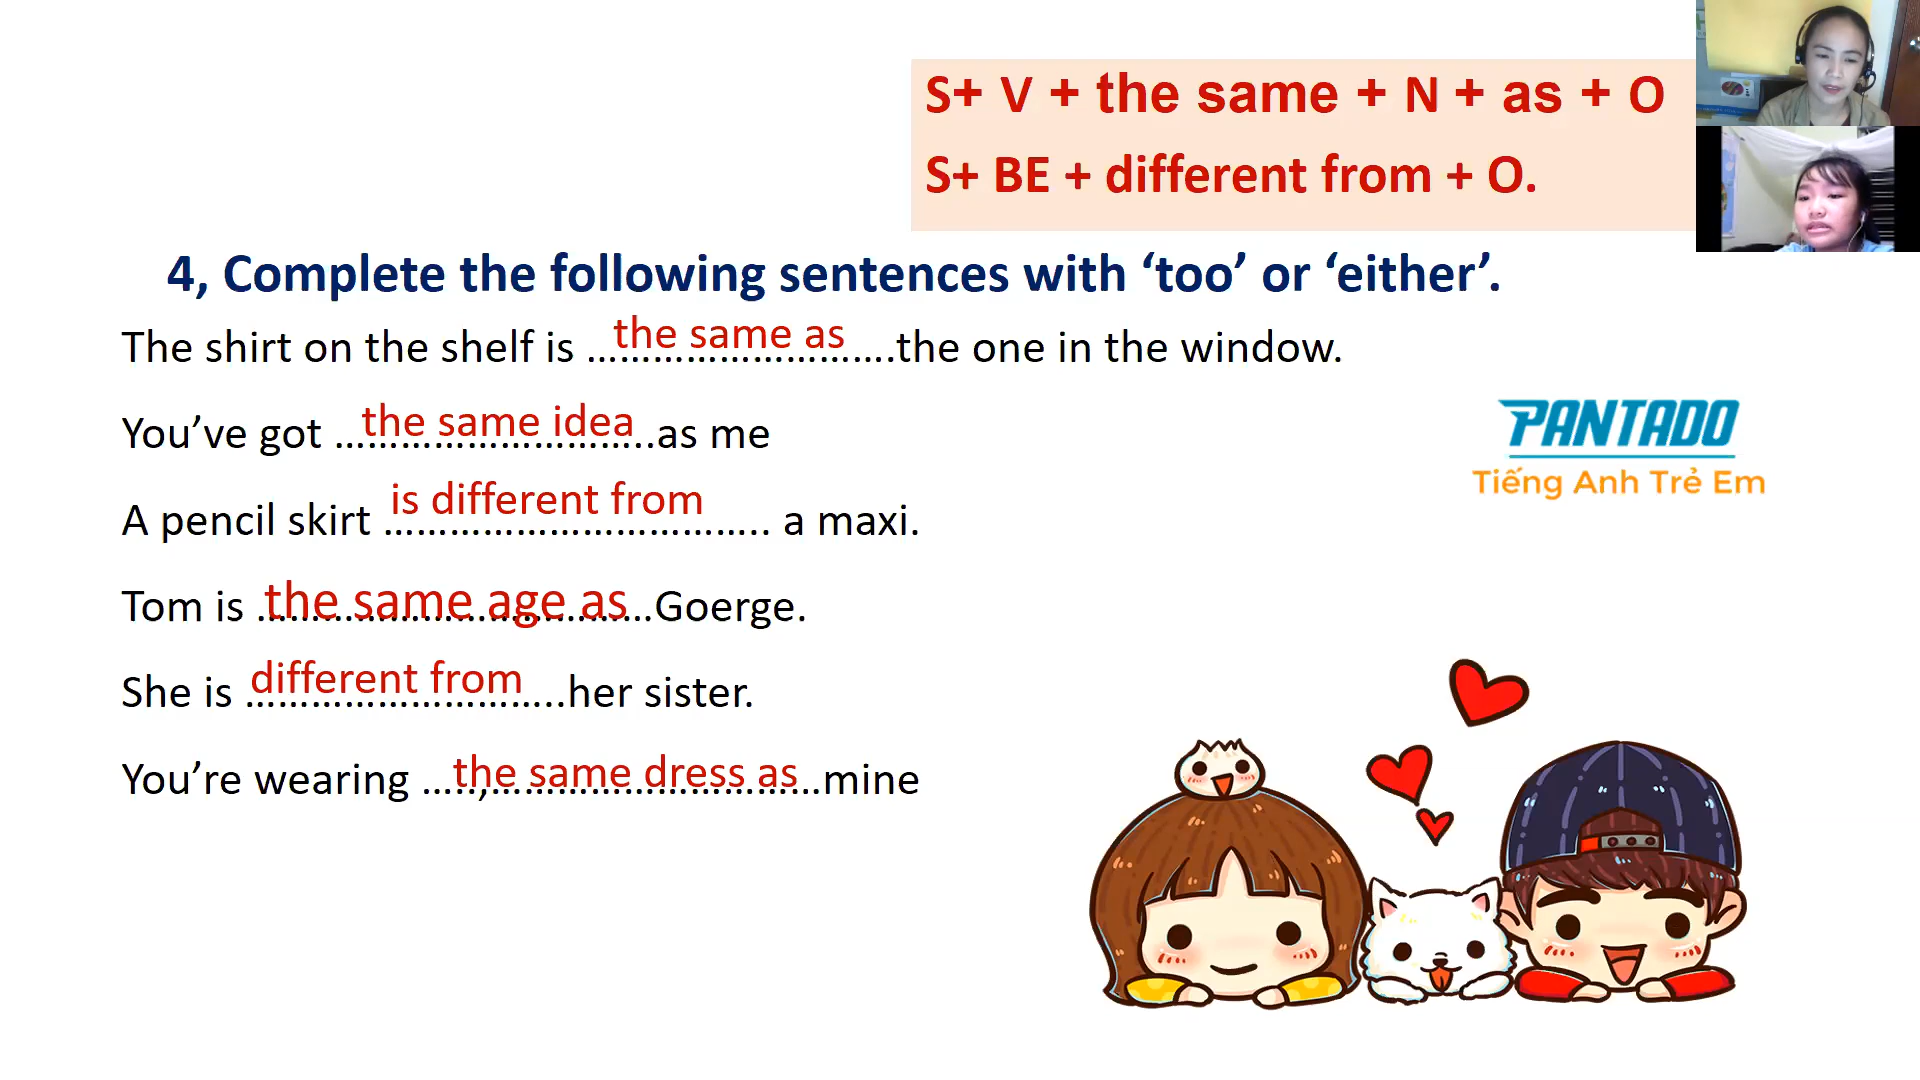 S+ V + the same + N + as + O
S+ BE + different from + O.
4, Complete the following sentences with ‘too’ or ‘either’.
The shirt on the shelf is ……the same as……….the one in the window.
You’ve got ……the same idea……..as me
A pencil skirt ……is different from…….. a maxi.
Tom is ……the same age as……Goerge.
She is ……different from……..her sister.
You’re wearing …..,the same dress as…mine
PANTADO
Tiếng Anh Trẻ Em